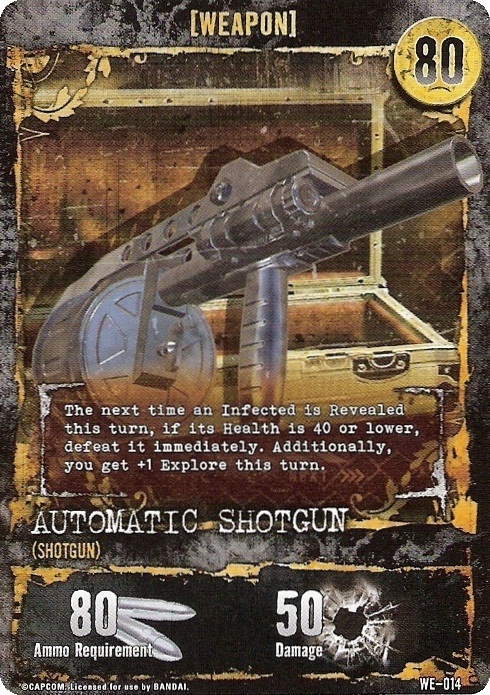 [WEAPON]
80
The next time an Infected is Revealed
this turn, if its Health is 40 or lower,
defeat it immediately. Additionally,
you get +1 Explore this turn.
AUTOMATIC SHOTGUN
(SHOTGUN)
80
Ammo Requirement
50
Damage
©CAPCOM. Licensed for use by BANDAI.
WE-014